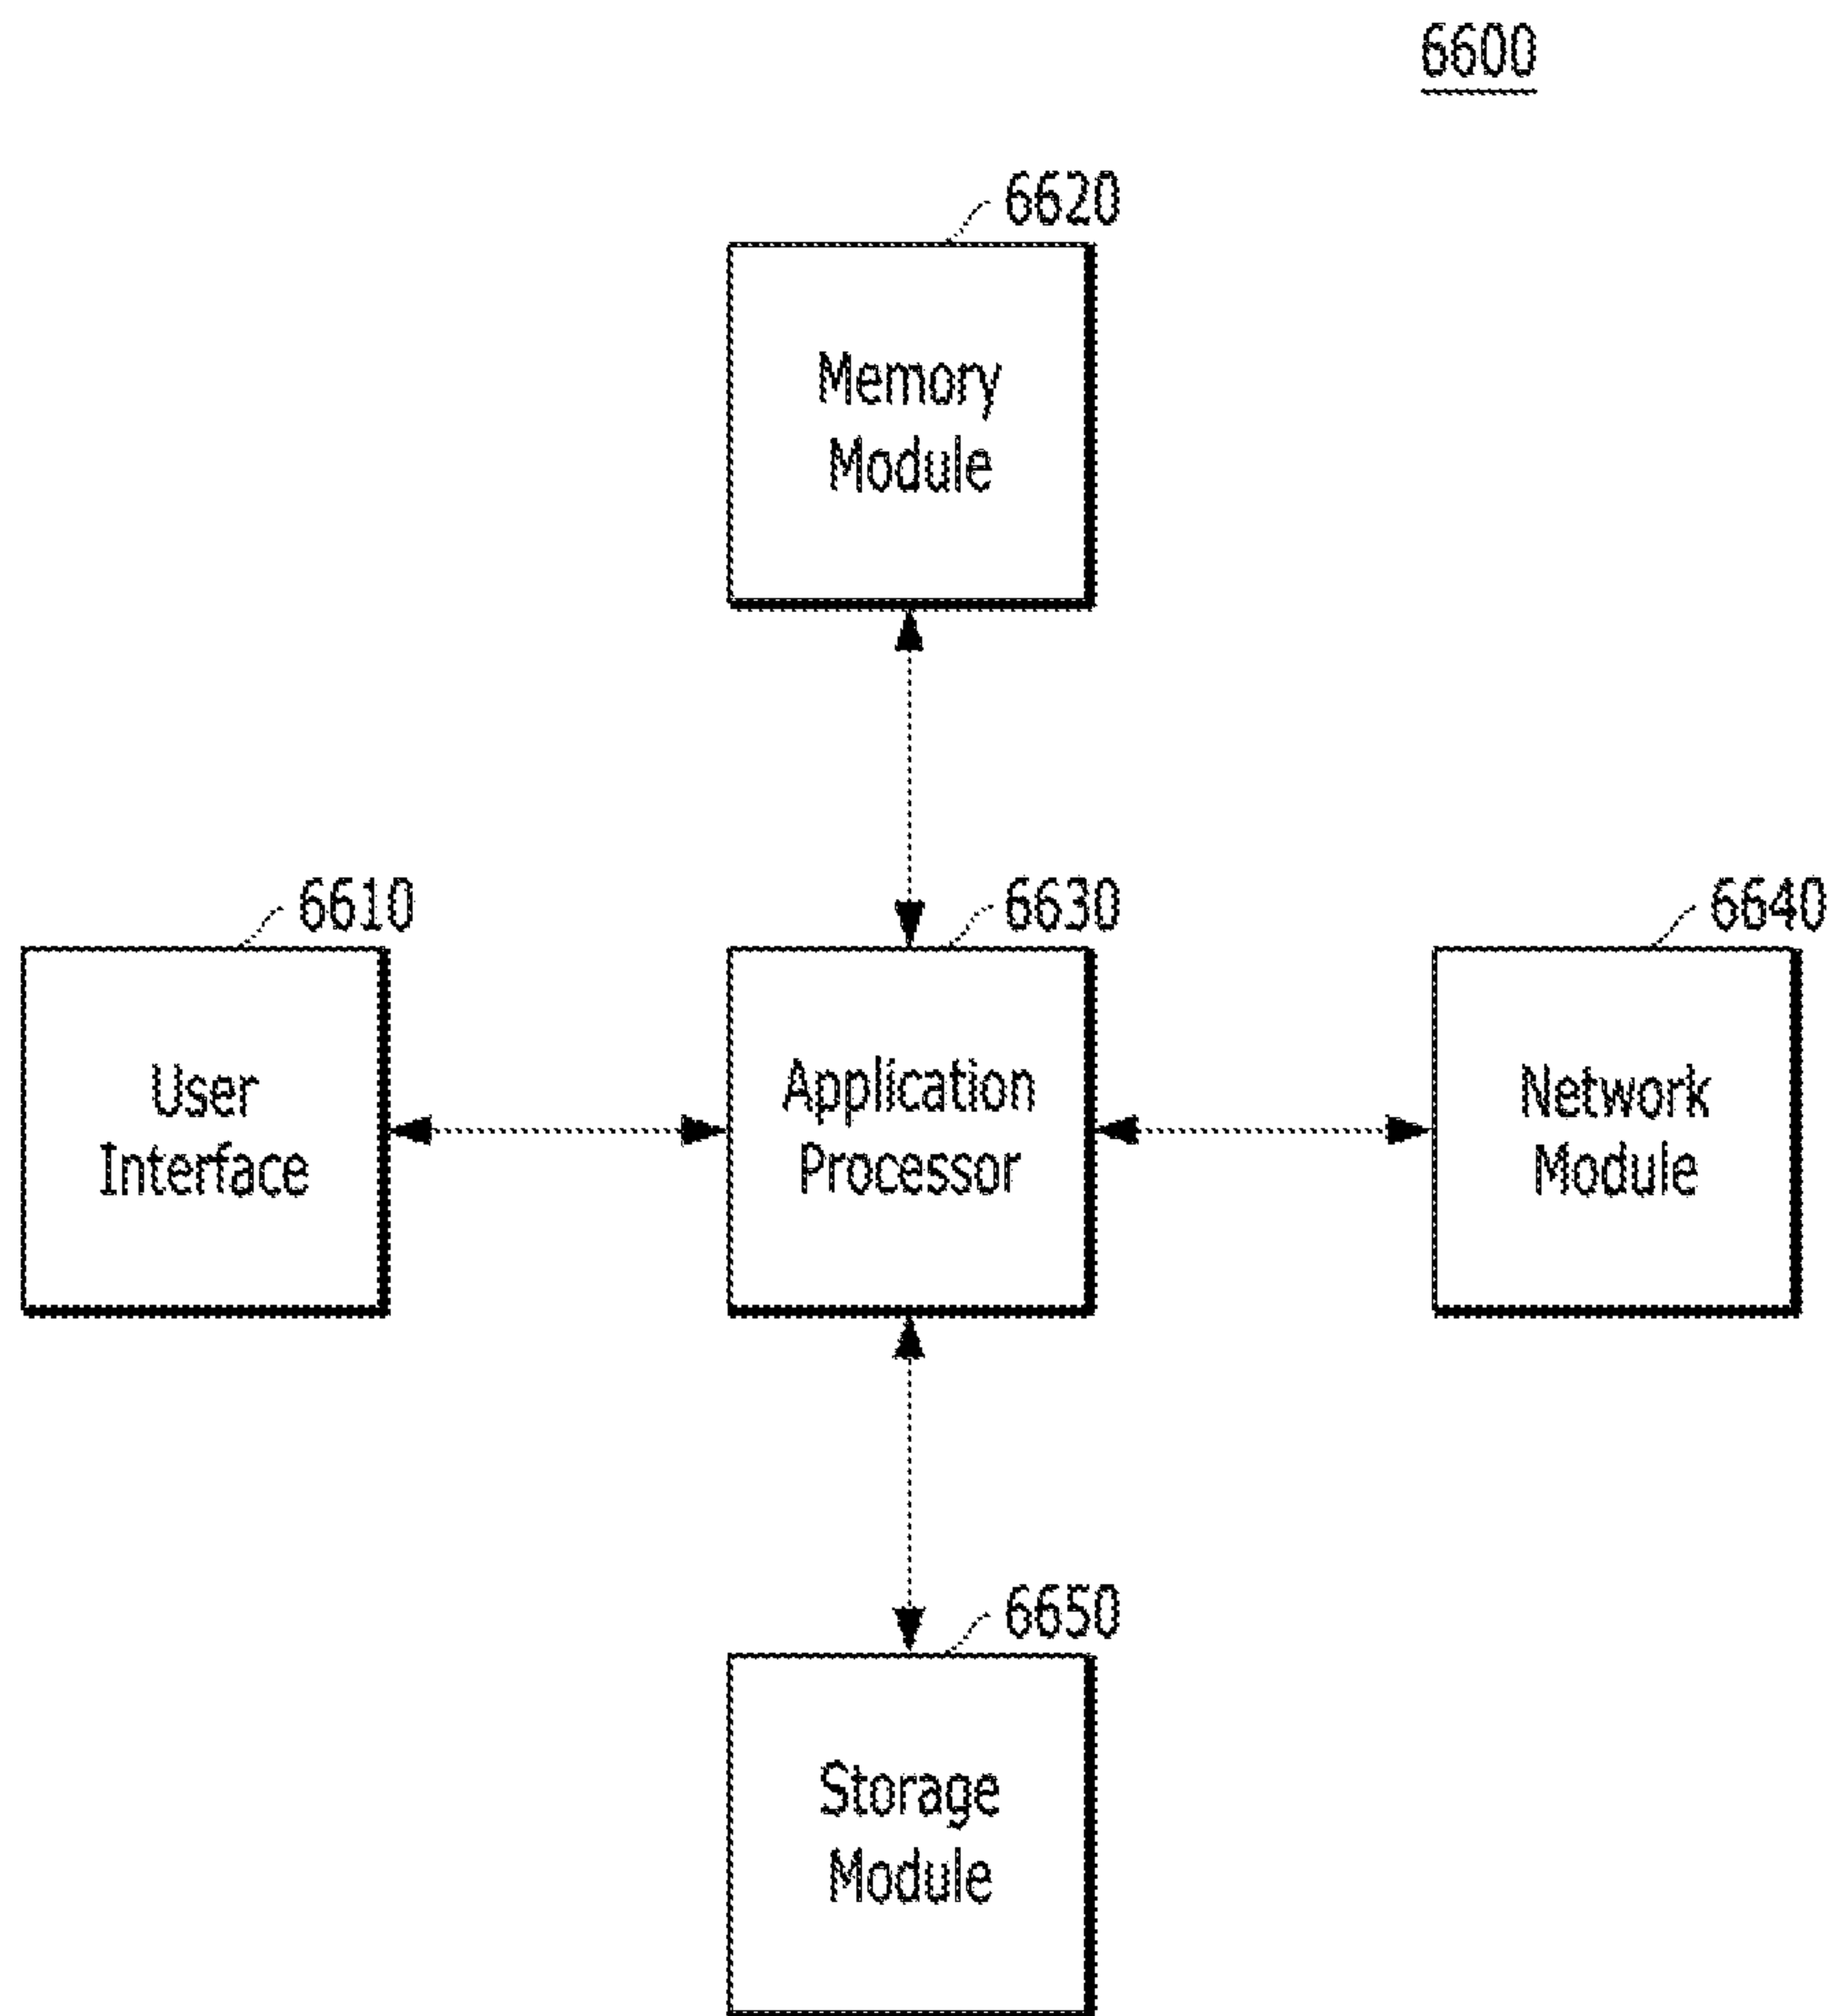 6600
6620
Memory
Module
6610
User
Interface
6630
Application
Processor
6640
Network
Module
6650
Storage
Module